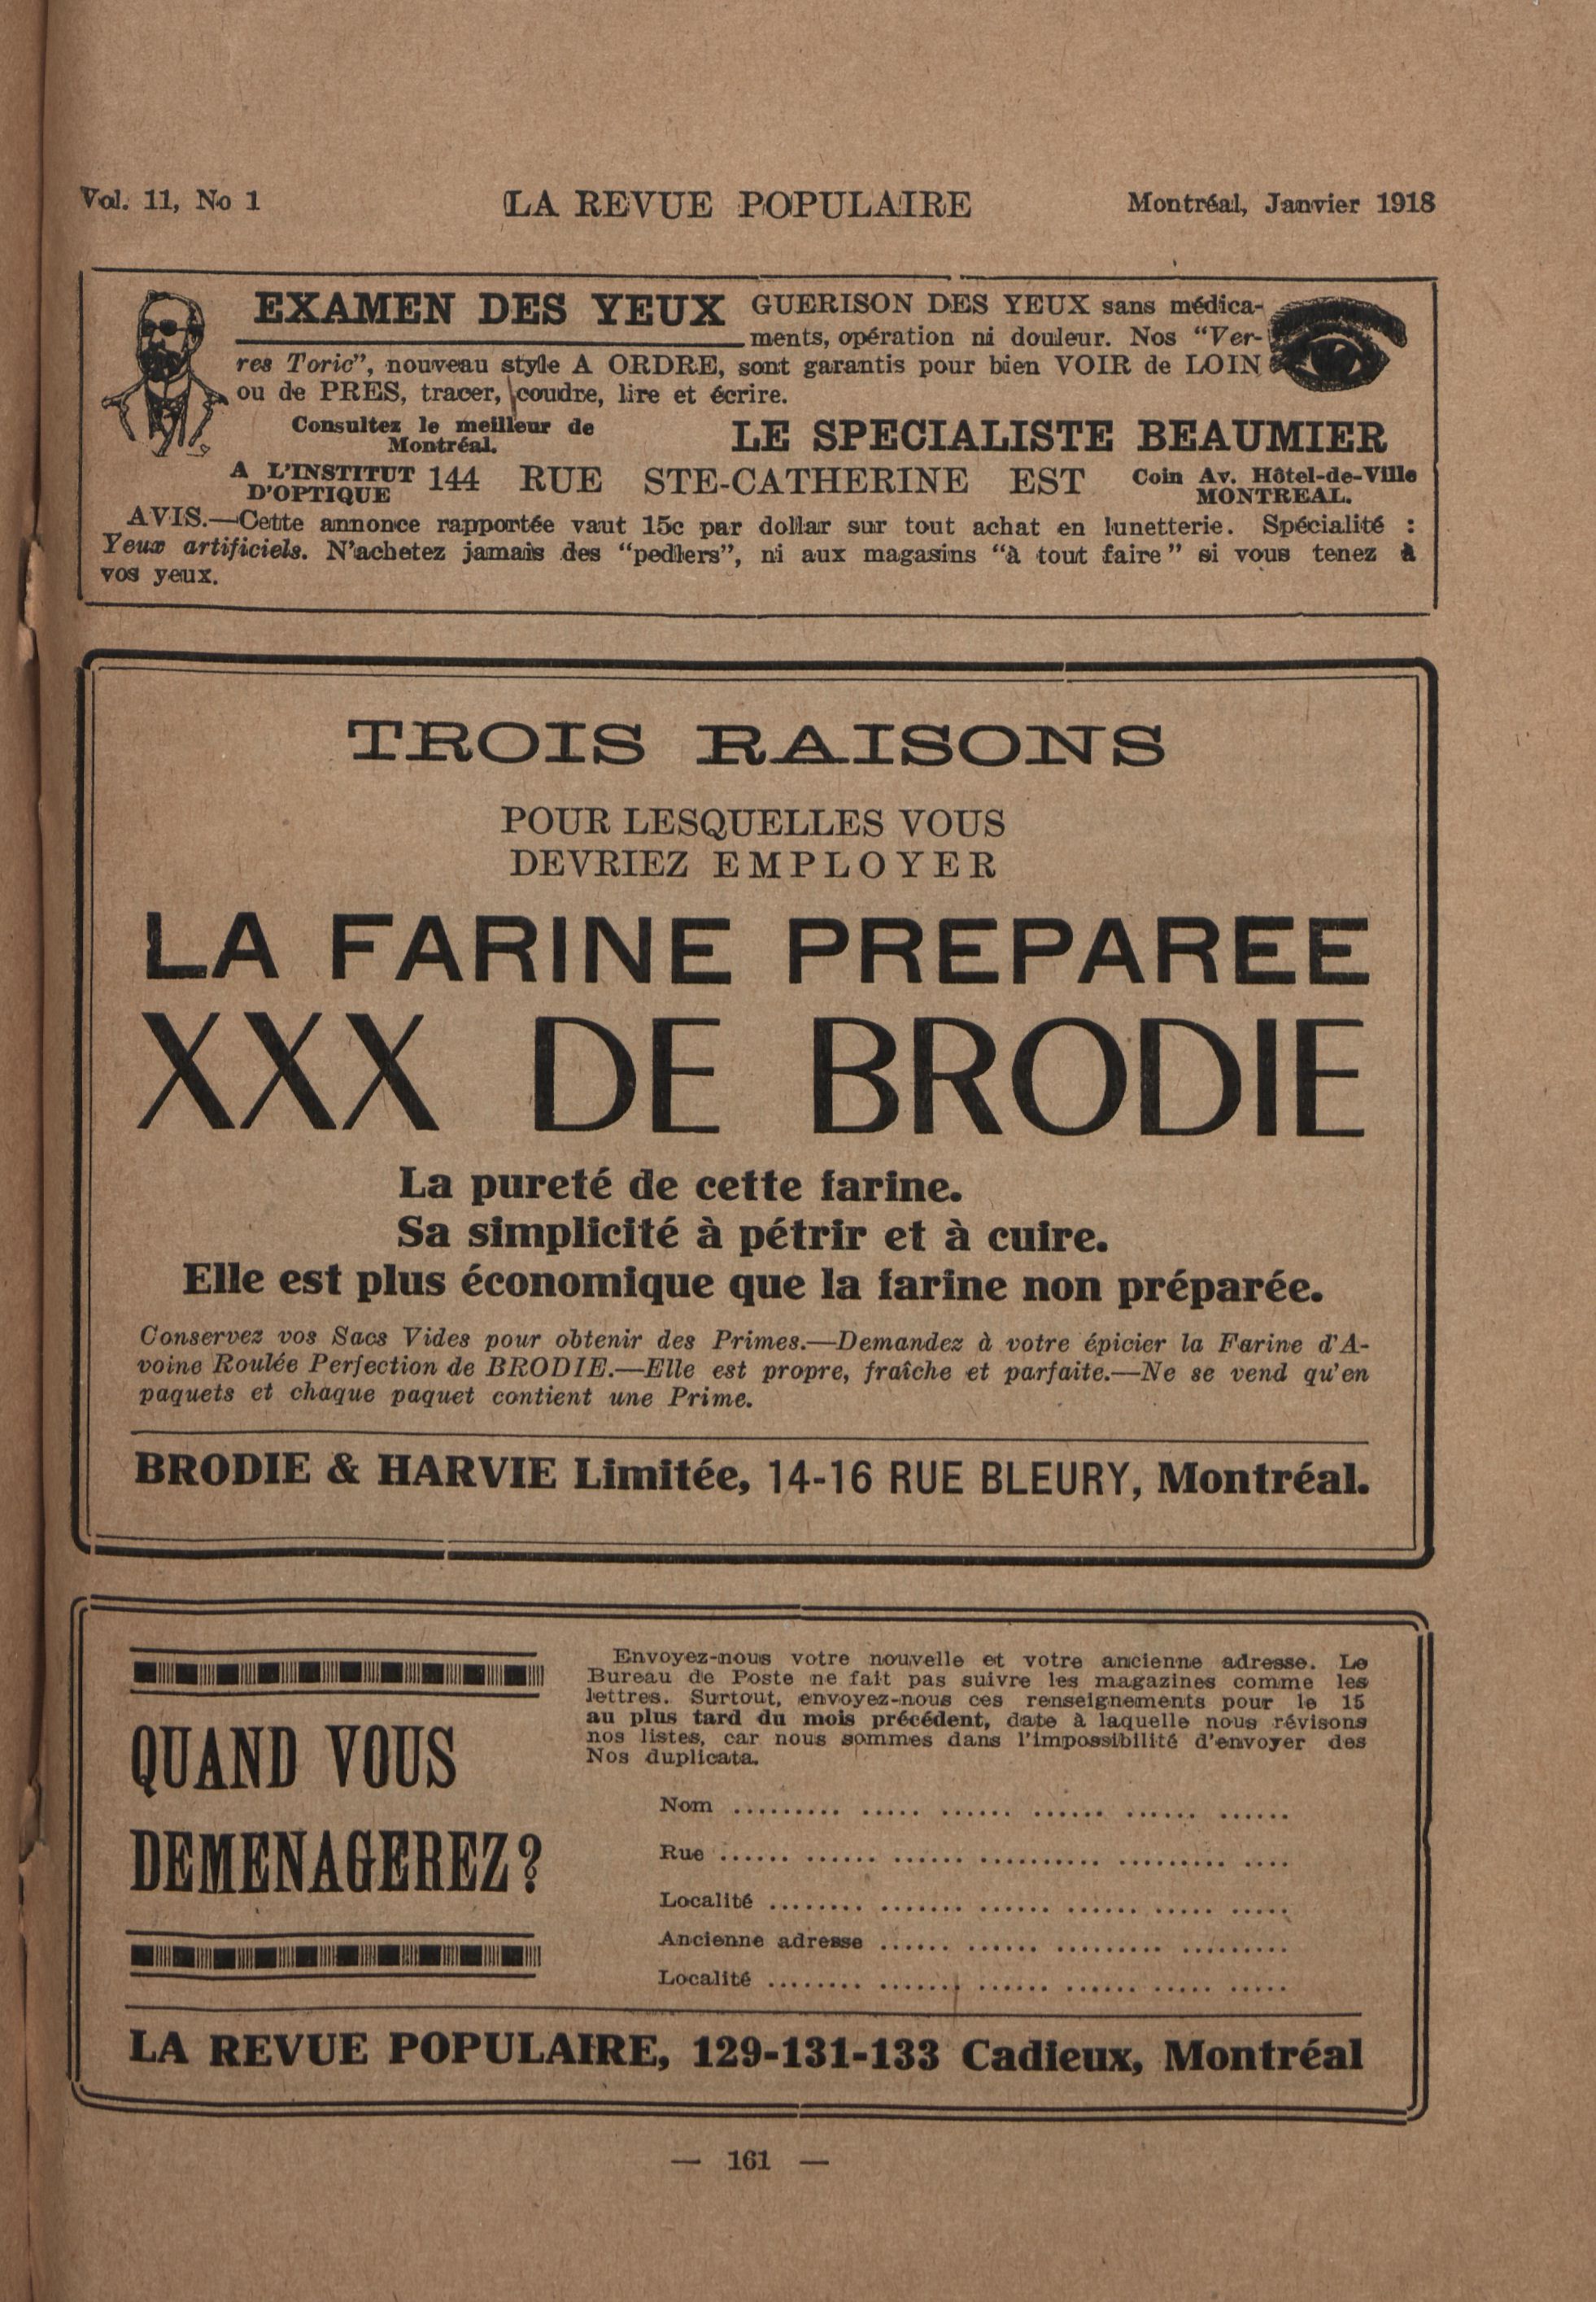 Vol. 11, No 1 LA REVUE POPULAIRE Montréal, Janvier 1918
EXAMEN DES YEUX GUERISON DES YEUX sans médica-
ments, opération ni douleur. Nos "Ver-
res Toric", nouveau style A ORDRE, sont garantis pour bien VOIR de LOIN
ou de PRES, tracer, coudre, lire et écrire.
Consultez le meilleur de
Montréal.
LE SPECIALISTE BEAUMIER
A L'INSTITUT
D'OPTIQUE
144 RUE STE-CATHERINE EST
Coin Av. Hôtel-de-Ville
MONTREAL.
AVIS.—Cette annonce rapportée vaut 15c par dollar sur tout achat en lunetterie. Spécialité :
Yeux artificiels. N'achetez jamais des "pedlers", ni aux magasins "à tout faire" si vous tenez à
vos yeux.
TROIS RAISONS
POUR LESQUELLES VOUS
DEVRIEZ EMPLOYER
LA FARINE PREPAREE
XXX DE BRODIE
La pureté de cette farine.
Sa simplicité à pétrir et à cuire.
Elle est plus économique que la farine non préparée.
Conservez vos Sacs Vides pour obtenir des Primes.—Demandez à votre épicier la Farine d'A-
voine Roulée Perfection de BRODIE.—Elle est propre, fraîche et parfaite.—Ne se vend qu'en
paquets et chaque paquet contient une Prime.
BRODIE & HARVIE Limitée, 14-16 RUE BLEURY, Montréal.
QUAND VOUS
DEMENAGEREZ?
Envoyez-nous votre nouvelle et votre ancienne adresse. Le
Bureau de Poste ne fait pas suivre les magazines comme les
lettres. Surtout, envoyez-nous ces renseignements pour le 15
au plus tard du mois précédent, date à laquelle nous révisons
nos listes, car nous sommes dans l'impossibilité d'envoyer des
Nos duplicata.
Nom ......... ..... ...... ...... ...... ......
Rue ...... ...... ...... .......... ......... ....
Localité ........ ....... ...... ...... ..... .....
Ancienne adresse ...... ...... ......... .........
Localité ........ ....... ...... ...... ..... .....
LA REVUE POPULAIRE, 129-131-133 Cadieux, Montréal
— 161 —